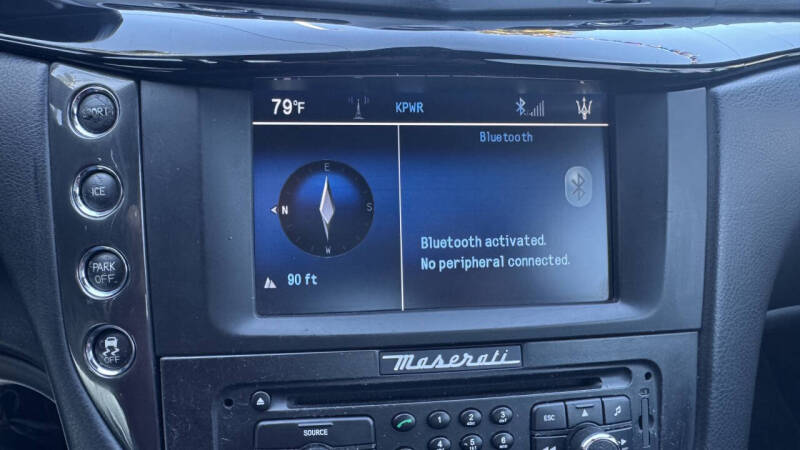 79°F
KPWR
Bluetooth
SPORT
E
N
S
W
ICE
Bluetooth activated.
No peripheral connected.
PARK
OFF
90 ft
OFF
Maserati
SOURCE
1
2
3
4
5
6
ESC